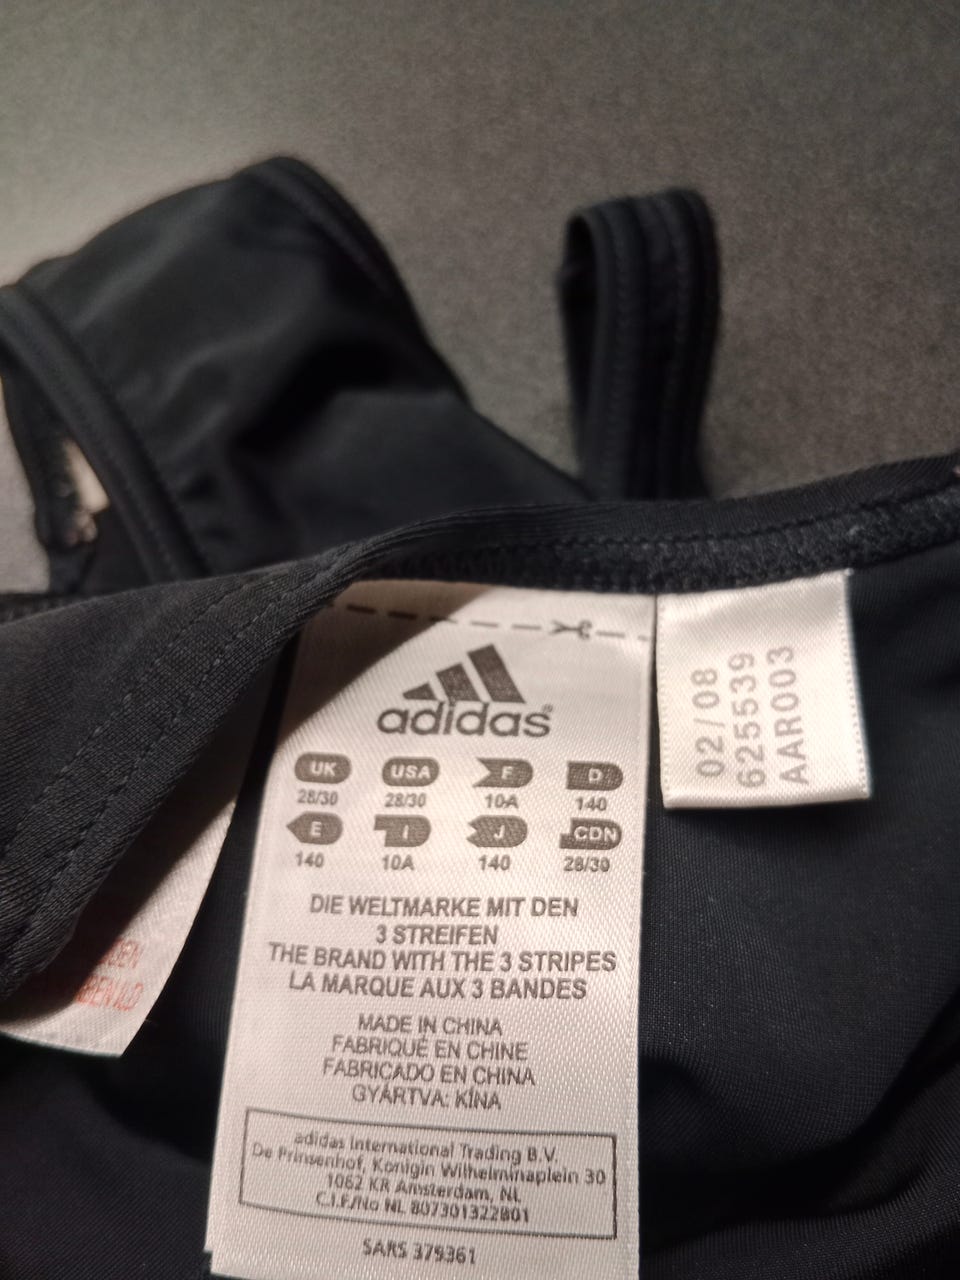 adidas
UK USA F D
28/30 28/30 10A 140
E I J CDN
140 10A 140 28/30
DIE WELTMARKE MIT DEN
3 STREIFEN
THE BRAND WITH THE 3 STRIPES
LA MARQUE AUX 3 BANDES
MADE IN CHINA
FABRIQUÉ EN CHINE
FABRICADO EN CHINA
GYÁRTVA: KÍNA
adidas International Trading B.V.
De Prinsenhof, Konigin Wilhelminaplein 30
1062 KR Amsterdam, NL
C.I.F/No NL 807301322B01
SARS 379361
02/08
625539
AAR003